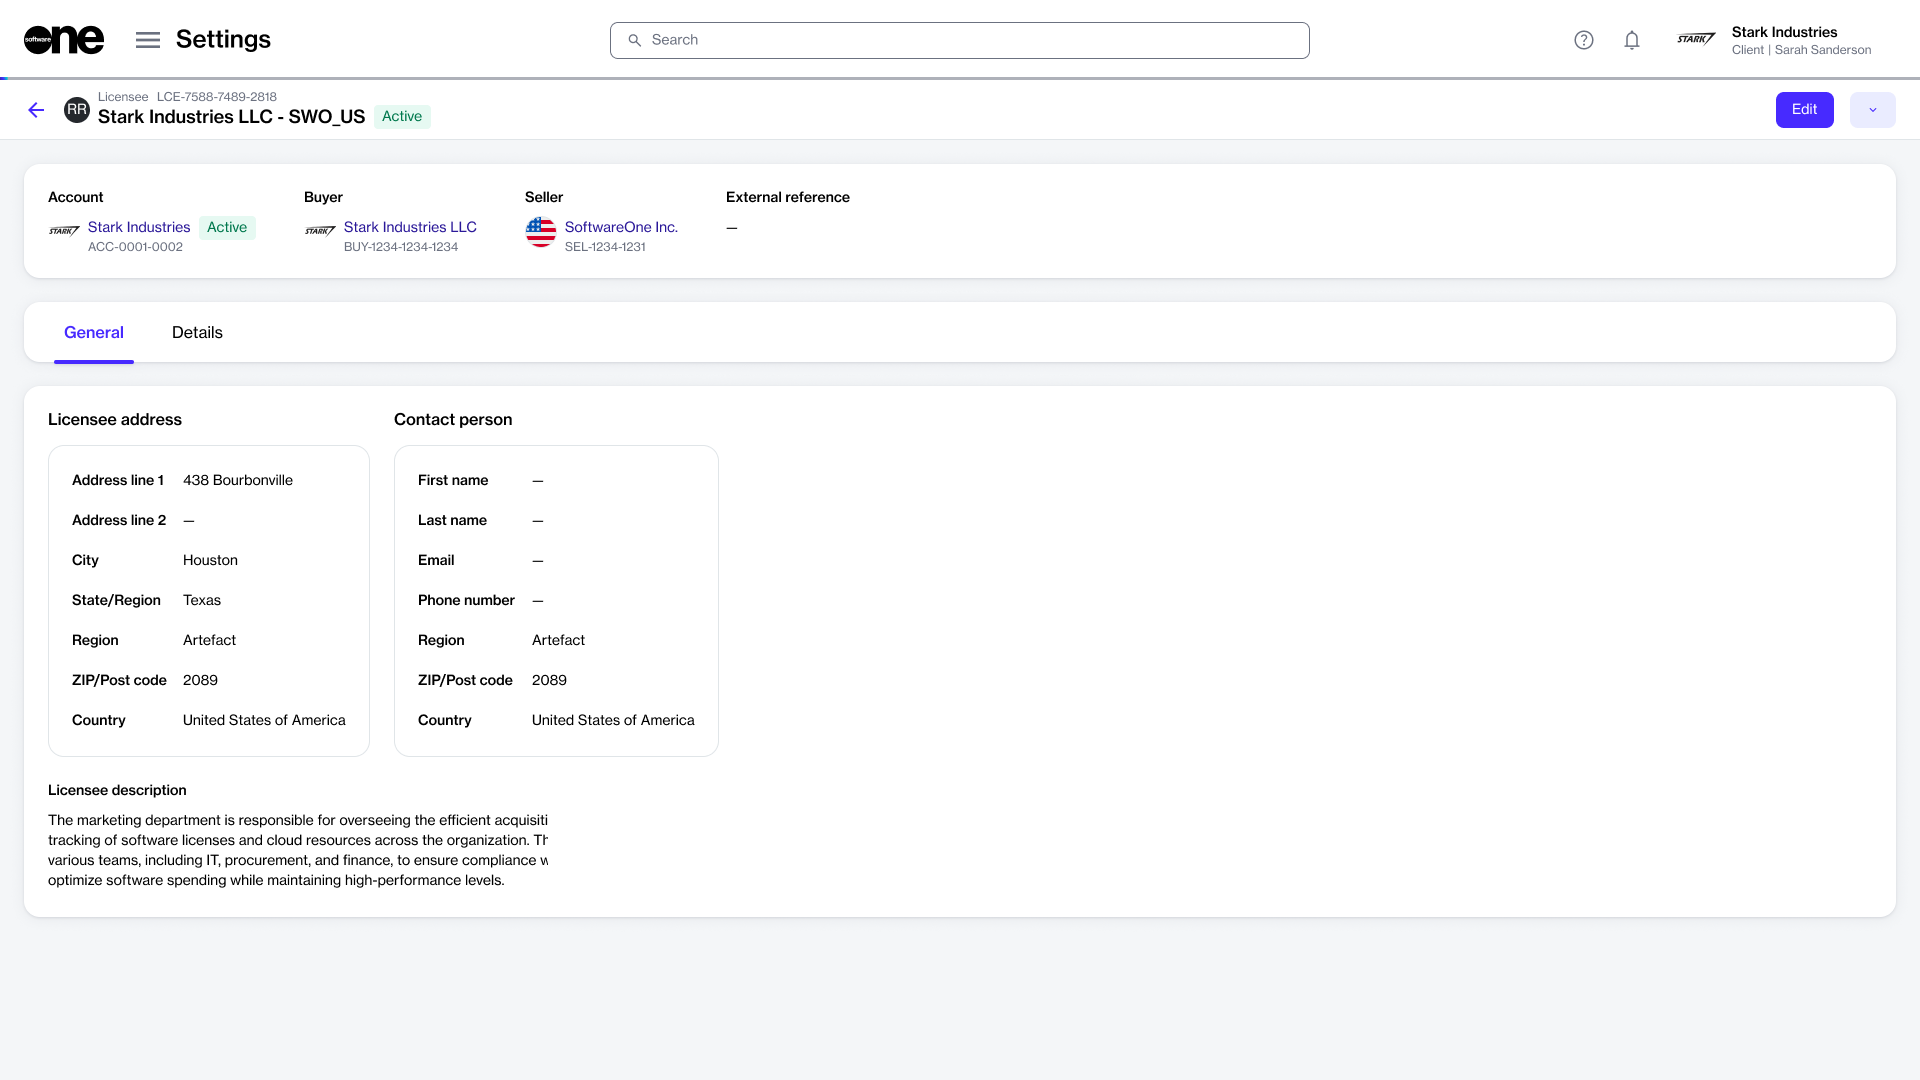 software one
Settings
Search
Stark Industries
Client | Sarah Sanderson
RR
Licensee LCE-7588-7489-2818
Stark Industries LLC - SWO_US Active
Edit
Account
STARK Stark Industries Active
ACC-0001-0002
Buyer
STARK Stark Industries LLC
BUY-1234-1234-1234
Seller
SoftwareOne Inc.
SEL-1234-1231
External reference
—
General Details
Licensee address
Address line 1 438 Bourbonville
Address line 2 —
City Houston
State/Region Texas
Region Artefact
ZIP/Post code 2089
Country United States of America
Contact person
First name —
Last name —
Email —
Phone number —
Region Artefact
ZIP/Post code 2089
Country United States of America
Licensee description
The marketing department is responsible for overseeing the efficient acquisiti
tracking of software licenses and cloud resources across the organization.
various teams, including IT, procurement, and finance, to ensure compliance
optimize software spending while maintaining high-performance levels.